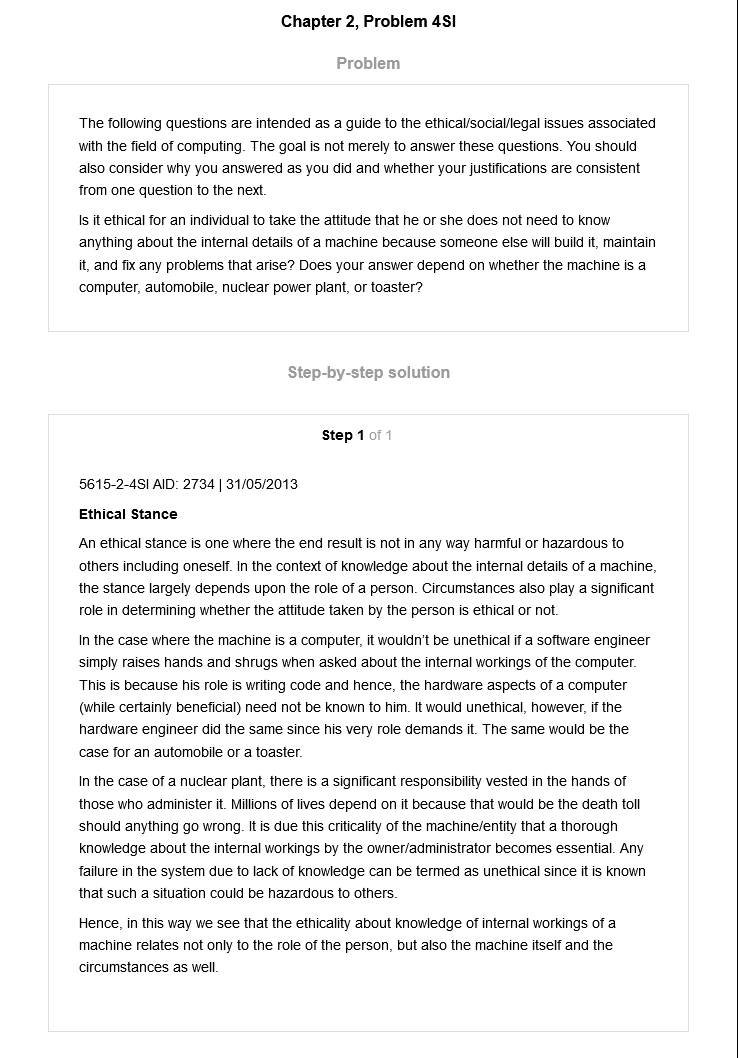 Chapter 2, Problem 4SI
Problem
The following questions are intended as a guide to the ethical/social/legal issues associated
with the field of computing. The goal is not merely to answer these questions. You should
also consider why you answered as you did and whether your justifications are consistent
from one question to the next.
Is it ethical for an individual to take the attitude that he or she does not need to know
anything about the internal details of a machine because someone else will build it, maintain
it, and fix any problems that arise? Does your answer depend on whether the machine is a
computer, automobile, nuclear power plant, or toaster?
Step-by-step solution
Step 1 of 1
5615-2-4SI AID: 2734 | 31/05/2013
Ethical Stance
An ethical stance is one where the end result is not in any way harmful or hazardous to
others including oneself. In the context of knowledge about the internal details of a machine,
the stance largely depends upon the role of a person. Circumstances also play a significant
role in determining whether the attitude taken by the person is ethical or not.
In the case where the machine is a computer, it wouldn't be unethical if a software engineer
simply raises hands and shrugs when asked about the internal workings of the computer.
This is because his role is writing code and hence, the hardware aspects of a computer
(while certainly beneficial) need not be known to him. It would unethical, however, if the
hardware engineer did the same since his very role demands it. The same would be the
case for an automobile or a toaster.
In the case of a nuclear plant, there is a significant responsibility vested in the hands of
those who administer it. Millions of lives depend on it because that would be the death toll
should anything go wrong. It is due this criticality of the machine/entity that a thorough
knowledge about the internal workings by the owner/administrator becomes essential. Any
failure in the system due to lack of knowledge can be termed as unethical since it is known
that such a situation could be hazardous to others.
Hence, in this way we see that the ethicality about knowledge of internal workings of a
machine relates not only to the role of the person, but also the machine itself and the
circumstances as well.